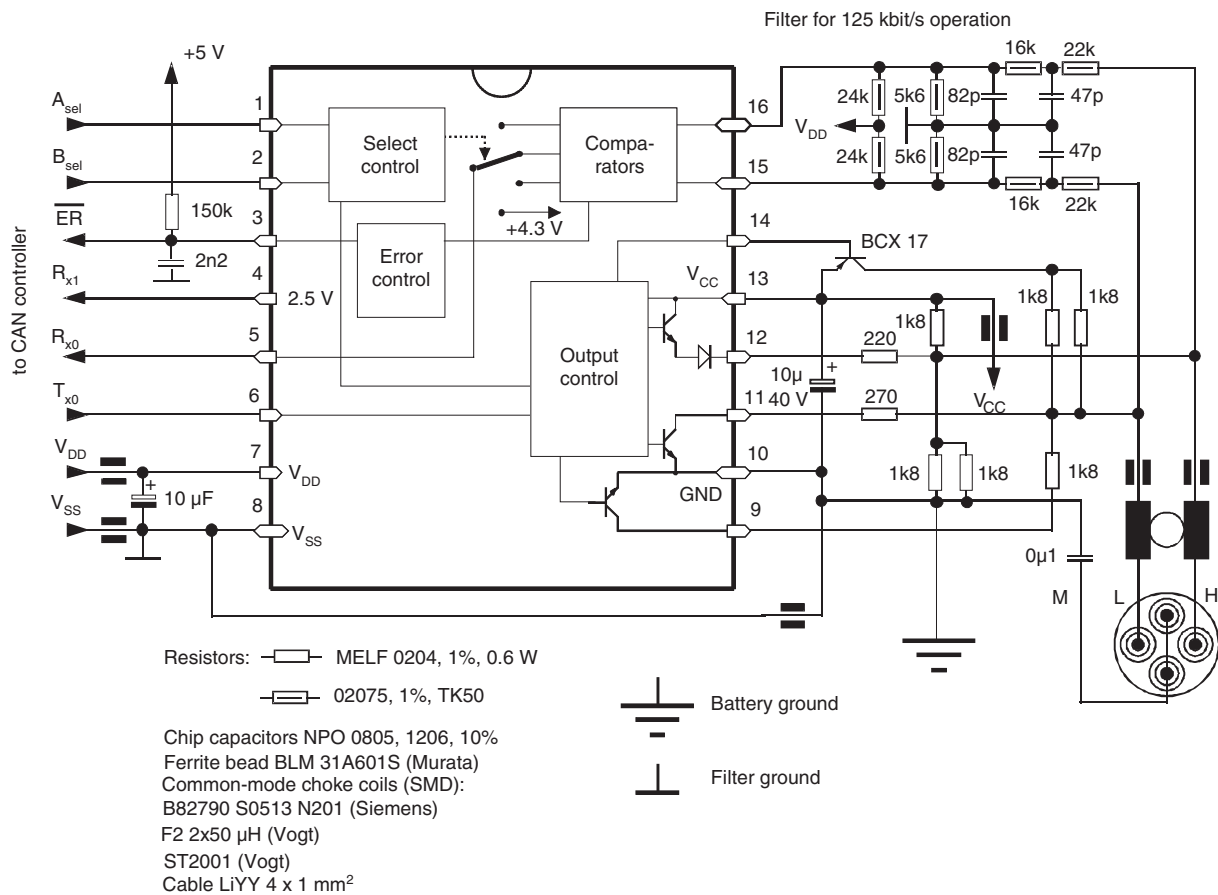 Filter for 125 kbit/s operation
+5 V
16k
22k
A_sel
1
16
24k
5k6
82p
47p
Select control
Compa-
rators
V_DD
B_sel
2
15
24k
5k6
82p
47p
16k
22k
150k
+4.3 V
E̅R̅
3
14
BCX 17
2n2
Error control
R_x1
4
2.5 V
V_CC
13
1k8
1k8
1k8
R_x0
5
12
220
Output control
10µ
+
40 V
V_CC
T_x0
6
11
270
V_DD
7
V_DD
10
GND
1k8
1k8
1k8
+
10 µF
V_SS
8
V_SS
9
0µ1
M
L
H
to CAN controller
Resistors:
MELF 0204, 1%, 0.6 W
02075, 1%, TK50
Battery ground
Chip capacitors NPO 0805, 1206, 10%
Ferrite bead BLM 31A601S (Murata)
Common-mode choke coils (SMD):
B82790 S0513 N201 (Siemens)
F2 2x50 µH (Vogt)
ST2001 (Vogt)
Cable LiYY 4 x 1 mm²
Filter ground